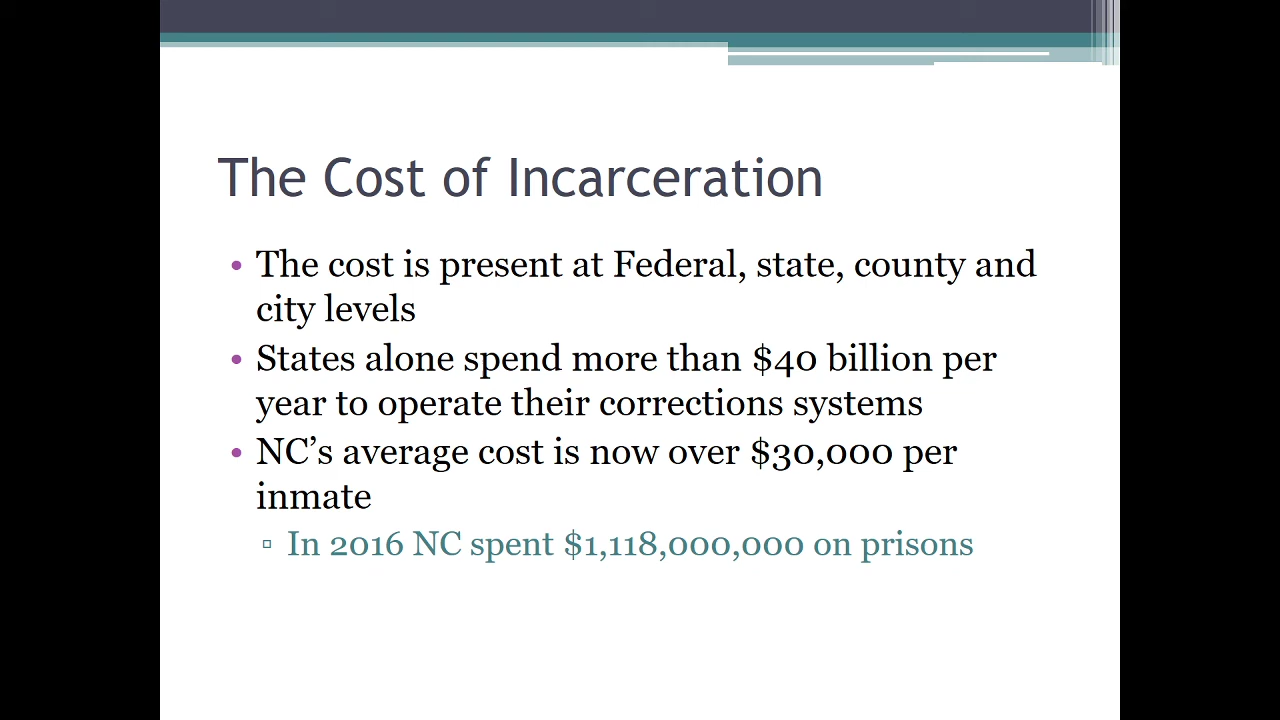 The Cost of Incarceration
• The cost is present at Federal, state, county and
city levels
• States alone spend more than $40 billion per
year to operate their corrections systems
• NC’s average cost is now over $30,000 per
inmate
▫ In 2016 NC spent $1,118,000,000 on prisons